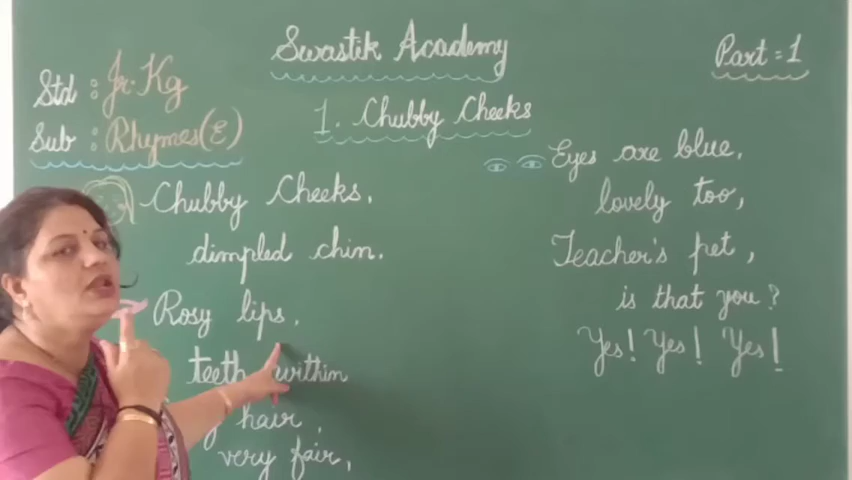 Swastik Academy
Part = 1
Std : Jr. Kg
Sub : Rhymes (E)
1. Chubby Cheeks
Chubby Cheeks,
dimpled chin.
Rosy lips,
teeth within
hair,
very fair,
Eyes are blue,
lovely too,
Teacher's pet,
is that you?
Yes! Yes! Yes!